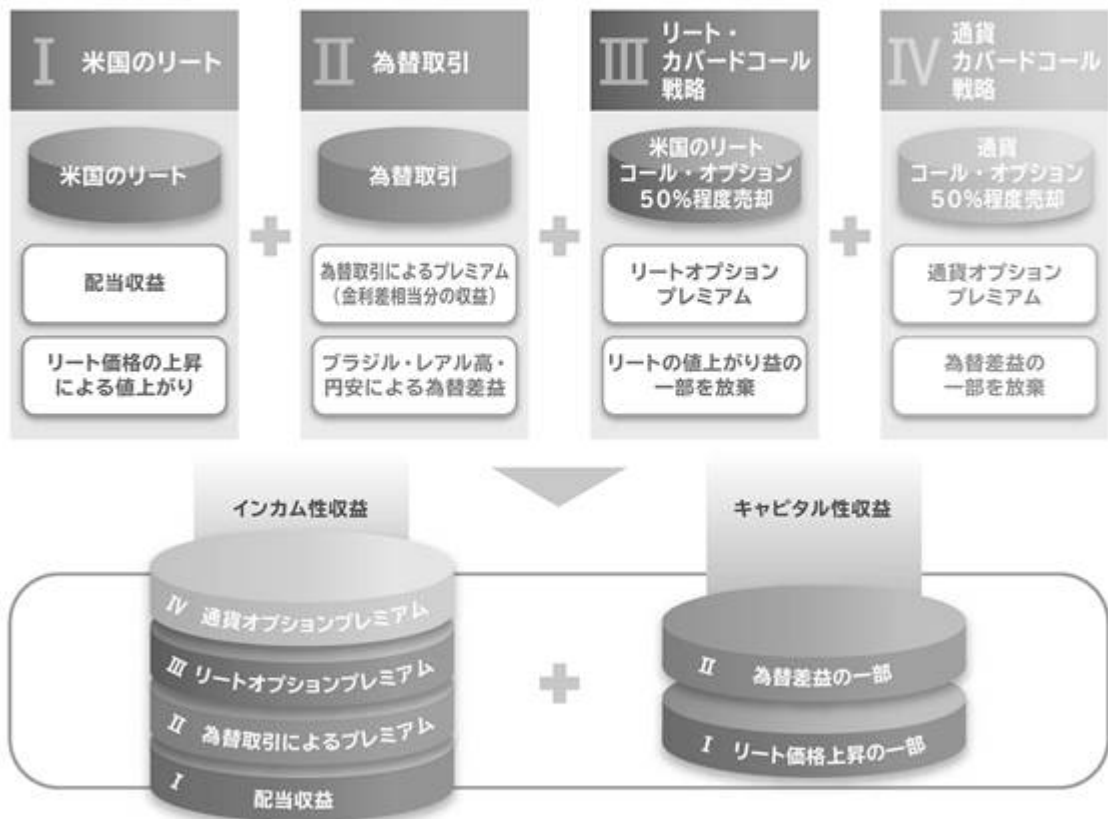 I 米国のリート
II 為替取引
III リート・
カバードコール
戦略
IV 通貨
カバードコール
戦略
米国のリート
為替取引
米国のリート
コール・オプション
50%程度売却
通貨
コール・オプション
50%程度売却
配当収益
為替取引によるプレミアム
(金利差相当分の収益)
リートオプション
プレミアム
通貨オプション
プレミアム
リート価格の上昇
による値上がり
ブラジル・レアル高・
円安による為替差益
リートの値上がり益の
一部を放棄
為替差益の
一部を放棄
インカム性収益
IV 通貨オプションプレミアム
III リートオプションプレミアム
II 為替取引によるプレミアム
I 配当収益
キャピタル性収益
II 為替差益の一部
I リート価格上昇の一部